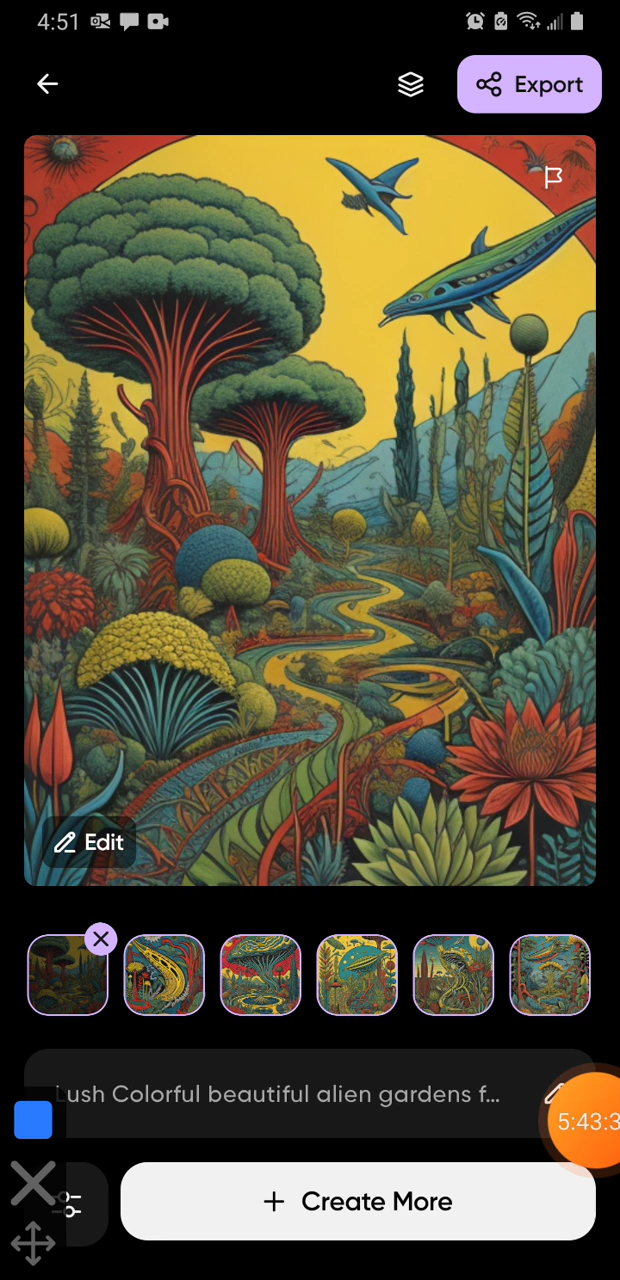 4:51
Export
Edit
Lush Colorful beautiful alien gardens f...
5:43:3
+ Create More